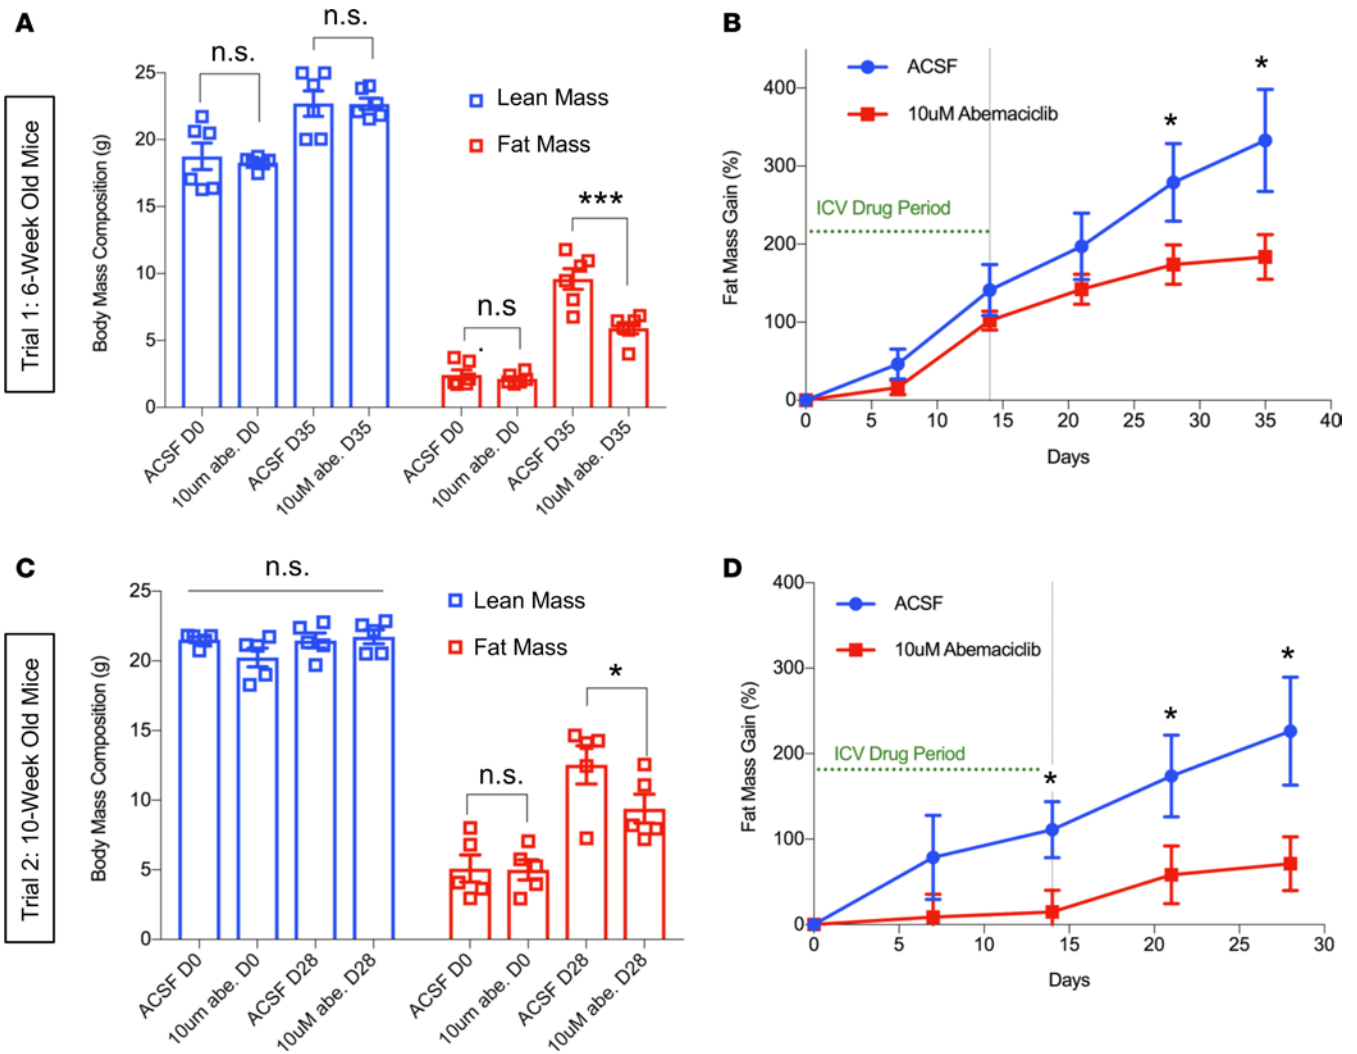 A
Trial 1: 6-Week Old Mice
n.s.
n.s.
Lean Mass
Fat Mass
***
n.s
.
Body Mass Composition (g)
25
20
15
10
5
0
ACSF D0
10um abe. D0
ACSF D35
10uM abe. D35
ACSF D0
10um abe. D0
ACSF D35
10uM abe. D35
B
ACSF
10uM Abemaciclib
*
*
ICV Drug Period
Fat Mass Gain (%)
400
300
200
100
0
0 5 10 15 20 25 30 35 40
Days
C
Trial 2: 10-Week Old Mice
n.s.
Lean Mass
Fat Mass
*
n.s.
Body Mass Composition (g)
25
20
15
10
5
0
ACSF D0
10um abe. D0
ACSF D28
10uM abe. D28
ACSF D0
10um abe. D0
ACSF D28
10uM abe. D28
D
ACSF
10uM Abemaciclib
*
*
*
ICV Drug Period
Fat Mass Gain (%)
400
300
200
100
0
0 5 10 15 20 25 30
Days